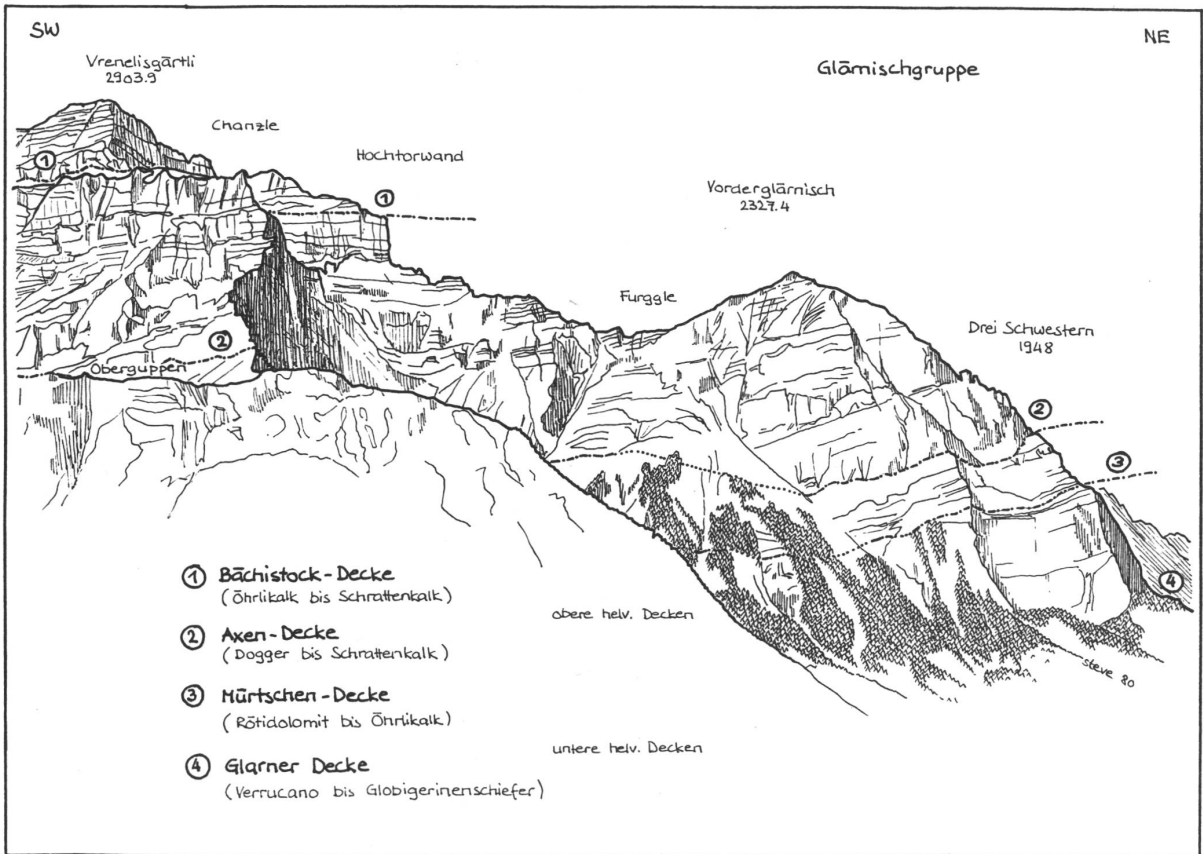 SW
NE
Glärnischgruppe
Vrenelisgärtli
2903.9
Chanzle
Hochtorwand
Vorderglärnisch
2327.4
Furggle
Drei Schwestern
1948
1
1
2
Oberguppen
2
3
4
1 Bächistock-Decke
(Öhrlikalk bis Schrattenkalk)
obere helv. Decken
2 Axen-Decke
(Dogger bis Schrattenkalk)
steve 80
3 Mürtschen-Decke
(Rötidolomit bis Öhrlikalk)
untere helv. Decken
4 Glarner Decke
(Verrucano bis Globigerinenschiefer)